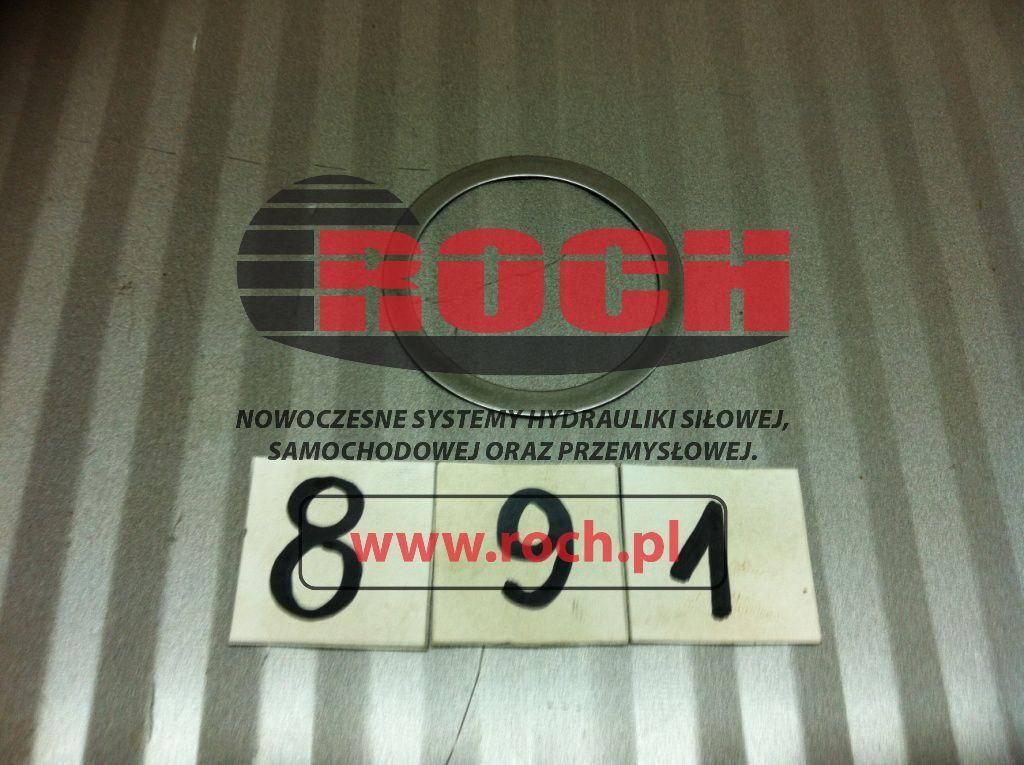 ROCH
NOWOCZESNE SYSTEMY HYDRAULIKI SIŁOWEJ,
SAMOCHODOWEJ ORAZ PRZEMYSŁOWEJ.
8 9 1
www.roch.pl